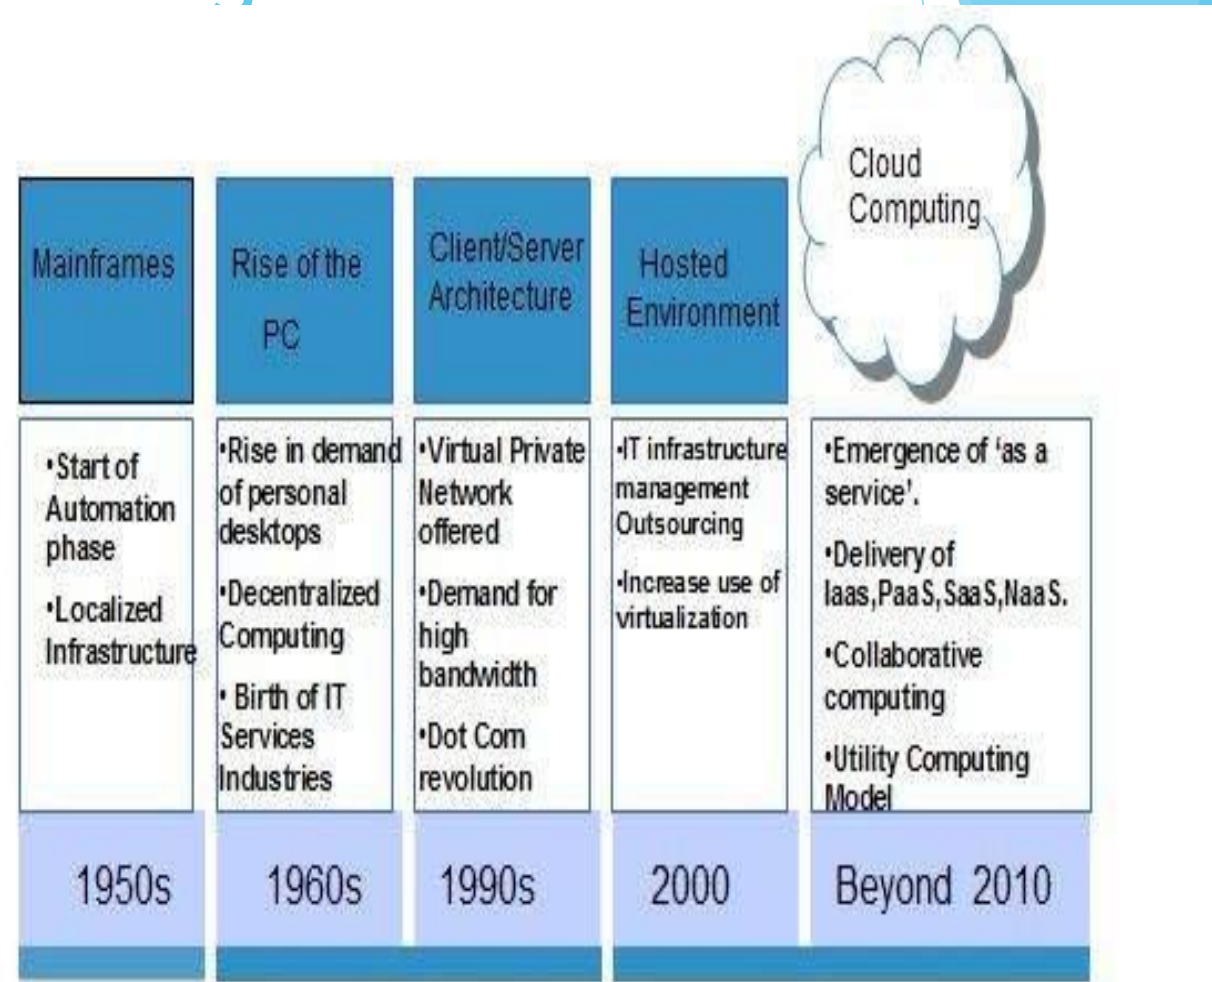 Mainframes
•Start of
Automation
phase
•Localized
Infrastructure
1950s
Rise of the
PC
•Rise in demand
of personal
desktops
•Decentralized
Computing
• Birth of IT
Services
Industries
1960s
Client/Server
Architecture
•Virtual Private
Network
offered
•Demand for
high
bandwidth
•Dot Com
revolution
1990s
Hosted
Environment
•IT infrastructure
management
Outsourcing
•Increase use of
virtualization
2000
Cloud
Computing
•Emergence of ‘as a
service’.
•Delivery of
Iaas,PaaS,SaaS,NaaS.
•Collaborative
computing
•Utility Computing
Model
Beyond 2010